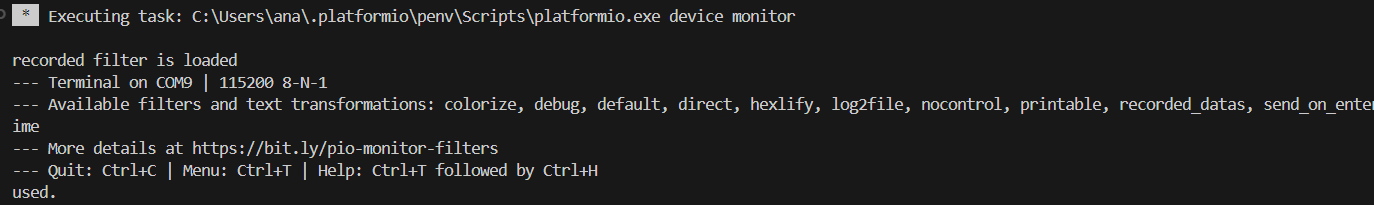 * Executing task: C:\Users\ana\.platformio\penv\Scripts\platformio.exe device monitor
recorded filter is loaded
--- Terminal on COM9 | 115200 8-N-1
--- Available filters and text transformations: colorize, debug, default, direct, hexlify, log2file, nocontrol, printable, recorded_datas, send_on_enter
ime
--- More details at https://bit.ly/pio-monitor-filters
--- Quit: Ctrl+C | Menu: Ctrl+T | Help: Ctrl+T followed by Ctrl+H
used.